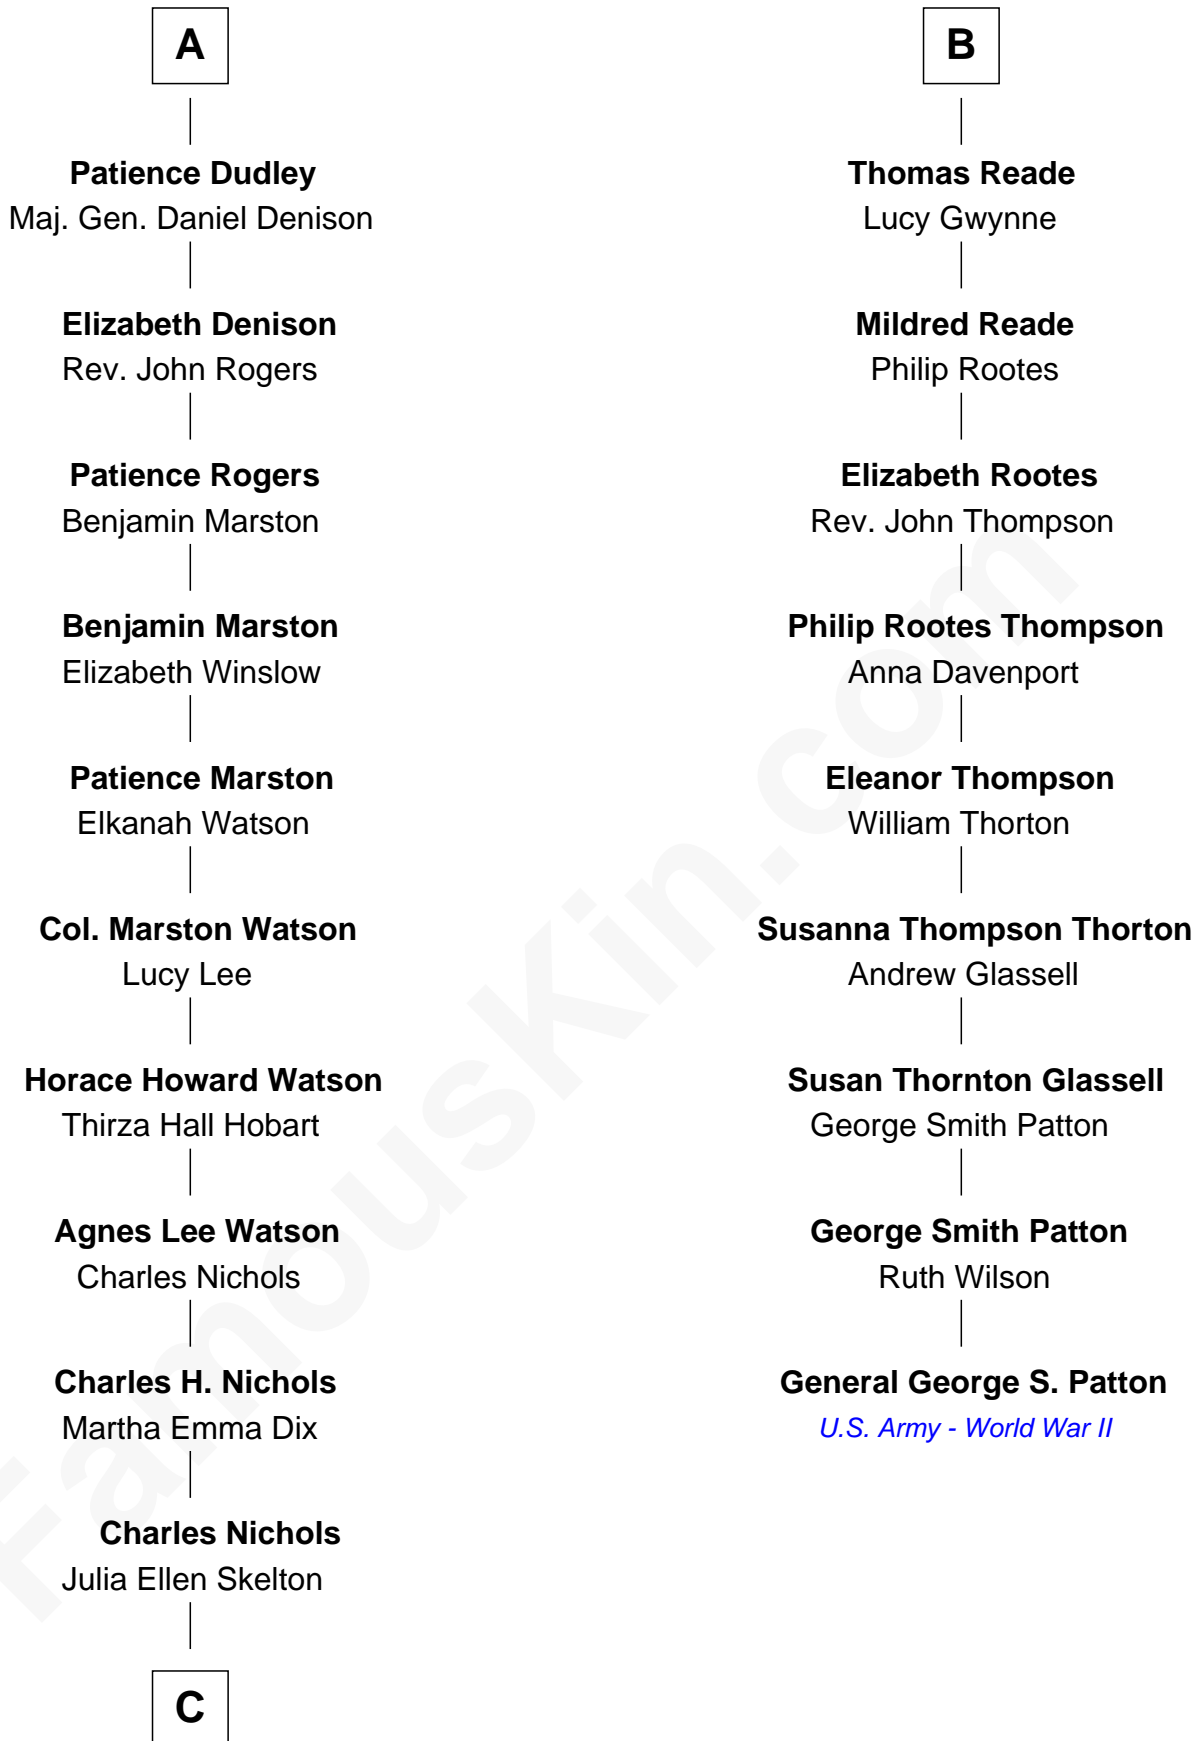 A
Patience Dudley
Maj. Gen. Daniel Denison
Elizabeth Denison
Rev. John Rogers
Patience Rogers
Benjamin Marston
Benjamin Marston
Elizabeth Winslow
Patience Marston
Elkanah Watson
Col. Marston Watson
Lucy Lee
Horace Howard Watson
Thirza Hall Hobart
Agnes Lee Watson
Charles Nichols
Charles H. Nichols
Martha Emma Dix
Charles Nichols
Julia Ellen Skelton
C
B
Thomas Reade
Lucy Gwynne
Mildred Reade
Philip Rootes
Elizabeth Rootes
Rev. John Thompson
Philip Rootes Thompson
Anna Davenport
Eleanor Thompson
William Thorton
Susanna Thompson Thorton
Andrew Glassell
Susan Thornton Glassell
George Smith Patton
George Smith Patton
Ruth Wilson
General George S. Patton
U.S. Army - World War II
FamousKin.com